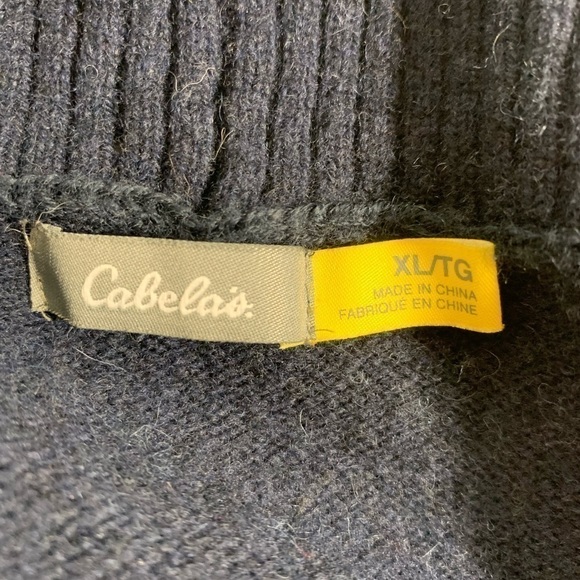 Cabela's.
XL/TG
MADE IN CHINA
FABRIQUÉ EN CHINE